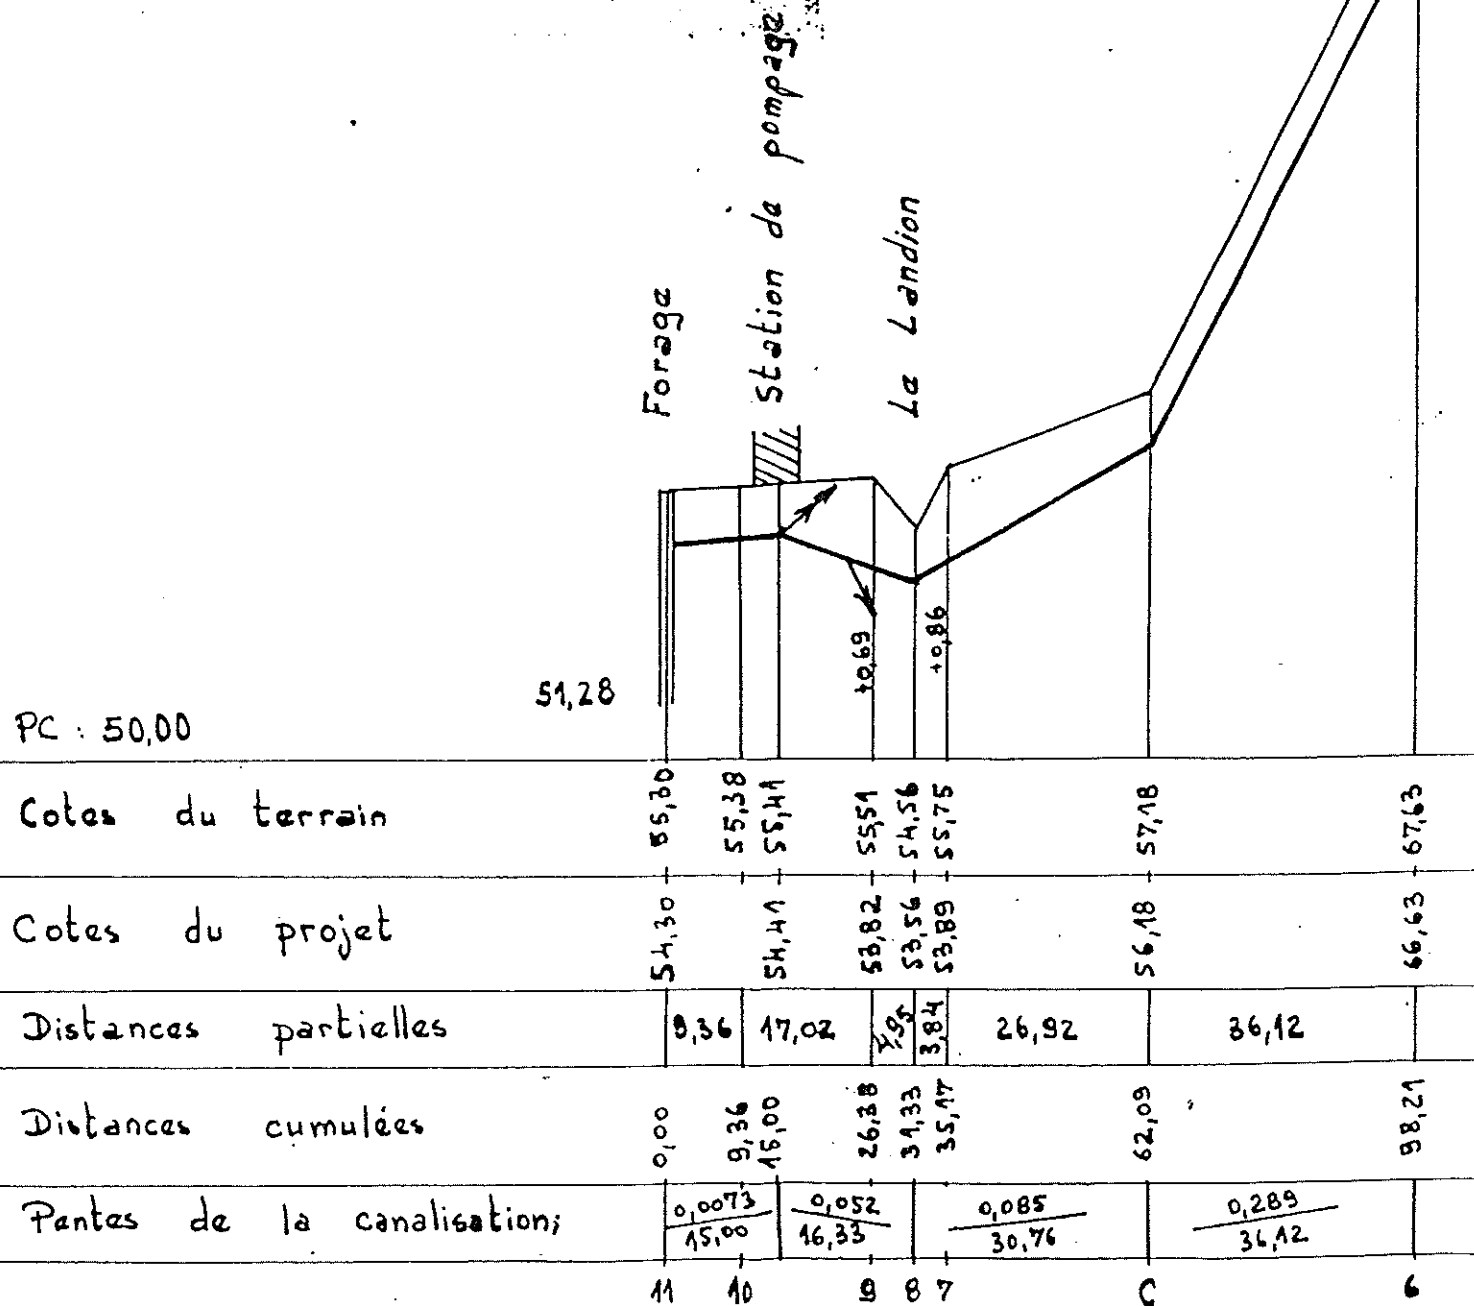 Forage
Station de pompage
La Landion
+0,69
+0,86
51,28
PC : 50,00
Cotes du terrain 55,30 55,38 55,41 55,51 54,56 55,75 57,18 67,63
Cotes du projet 54,30 54,41 53,82 53,56 53,89 56,18 66,63
Distances partielles 9,36 17,02 4,95 3,84 26,92 36,12
Distances cumulées 0,00 9,36 15,00 26,38 31,33 35,17 62,09 98,21
Pentes de la canalisation; 0,0073 0,052 0,085 0,289
15,00 16,33 30,76 36,12
11 10 9 8 7 C 6